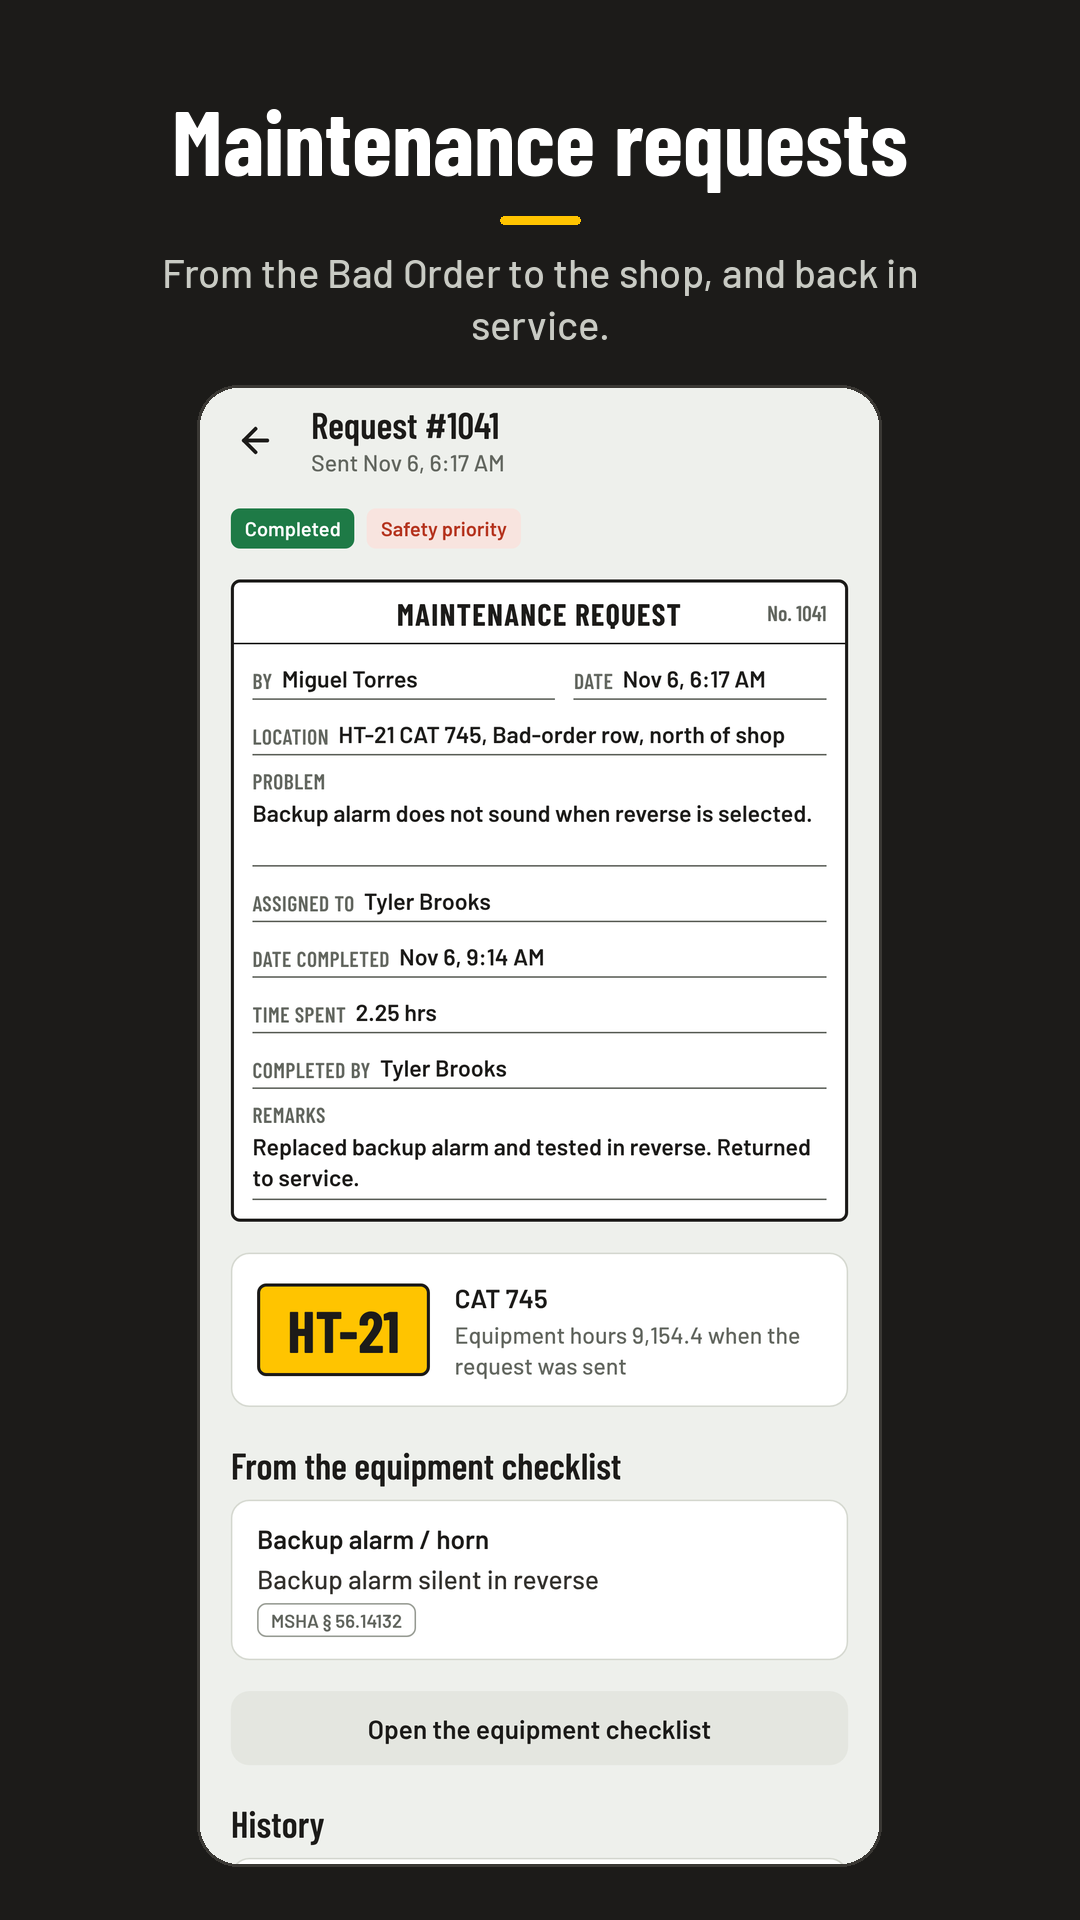 Maintenance requests
From the Bad Order to the shop, and back in
service.
Request #1041
Sent Nov 6, 6:17 AM
Completed
Safety priority
MAINTENANCE REQUEST
No. 1041
BY Miguel Torres
DATE Nov 6, 6:17 AM
LOCATION HT-21 CAT 745, Bad-order row, north of shop
PROBLEM
Backup alarm does not sound when reverse is selected.
ASSIGNED TO Tyler Brooks
DATE COMPLETED Nov 6, 9:14 AM
TIME SPENT 2.25 hrs
COMPLETED BY Tyler Brooks
REMARKS
Replaced backup alarm and tested in reverse. Returned
to service.
HT-21
CAT 745
Equipment hours 9,154.4 when the
request was sent
From the equipment checklist
Backup alarm / horn
Backup alarm silent in reverse
MSHA § 56.14132
Open the equipment checklist
History